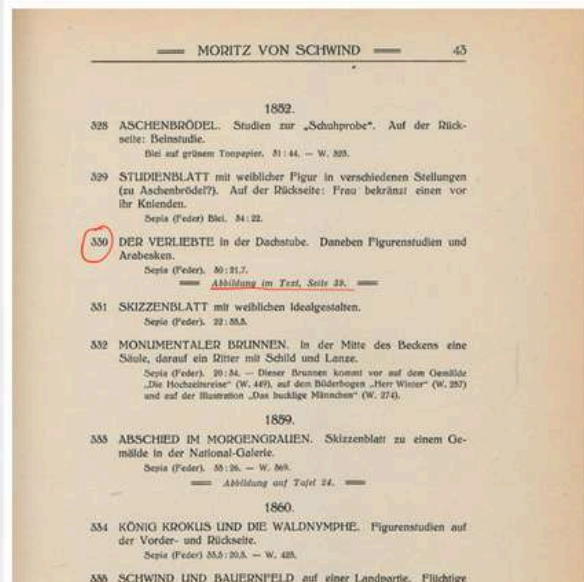 MORITZ VON SCHWIND 43
1852.
328 ASCHENBRÖDEL. Studien zur „Schuhprobe“. Auf der Rück-
seite: Beinstudie.
Blei auf grünem Tonpapier. 31 : 44. — W. 325.
329 STUDIENBLATT mit weiblicher Figur in verschiedenen Stellungen
(zu Aschenbrödel?). Auf der Rückseite: Frau bekränzt einen vor
ihr Knienden.
Sepia (Feder) Blei. 34 : 22.
330 DER VERLIEBTE in der Dachstube. Daneben Figurenstudien und
Arabesken.
Sepia (Feder). 30 : 21,7.
Abbildung im Text, Seite 39.
331 SKIZZENBLATT mit weiblichen Idealgestalten.
Sepia (Feder). 22 : 33,5.
332 MONUMENTALER BRUNNEN. In der Mitte des Beckens eine
Säule, darauf ein Ritter mit Schild und Lanze.
Sepia (Feder). 20 : 34. — Dieser Brunnen kommt vor auf dem Gemälde
„Die Hochzeitsreise“ (W. 449), auf dem Bilderbogen „Herr Winter“ (W. 257)
und auf der Illustration „Das bucklige Männchen“ (W. 274).
1859.
333 ABSCHIED IM MORGENGRAUEN. Skizzenblatt zu einem Ge-
mälde in der National-Galerie.
Sepia (Feder). 33 : 26. — W. 369.
Abbildung auf Tafel 24.
1860.
334 KÖNIG KROKUS UND DIE WALDNYMPHE. Figurenstudien auf
der Vorder- und Rückseite.
Sepia (Feder) 33,5 : 20,5. — W. 425.
335 SCHWIND UND BAUERNFELD auf einer Landpartie. Flüchtige